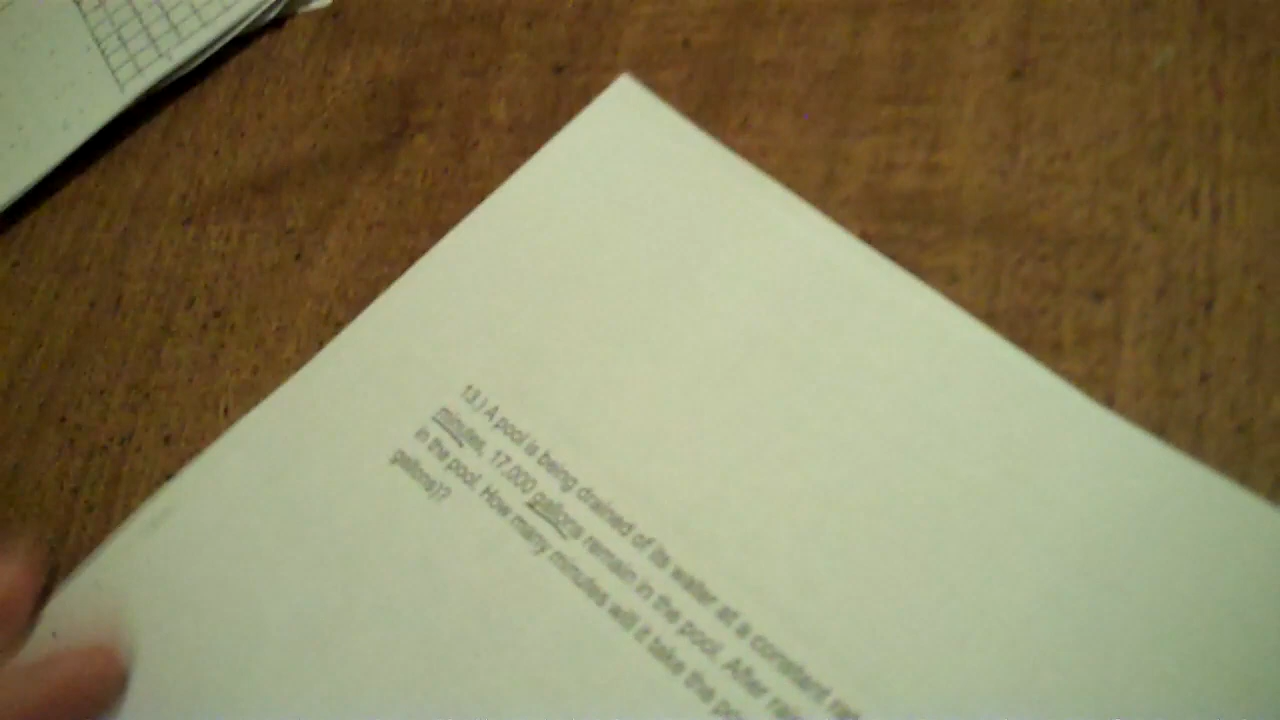 13.) A pool is being drained of its water at a constant
minutes, 17,000 gallons remain in the pool. After
in the pool. How many minutes will it take the
gallons)?